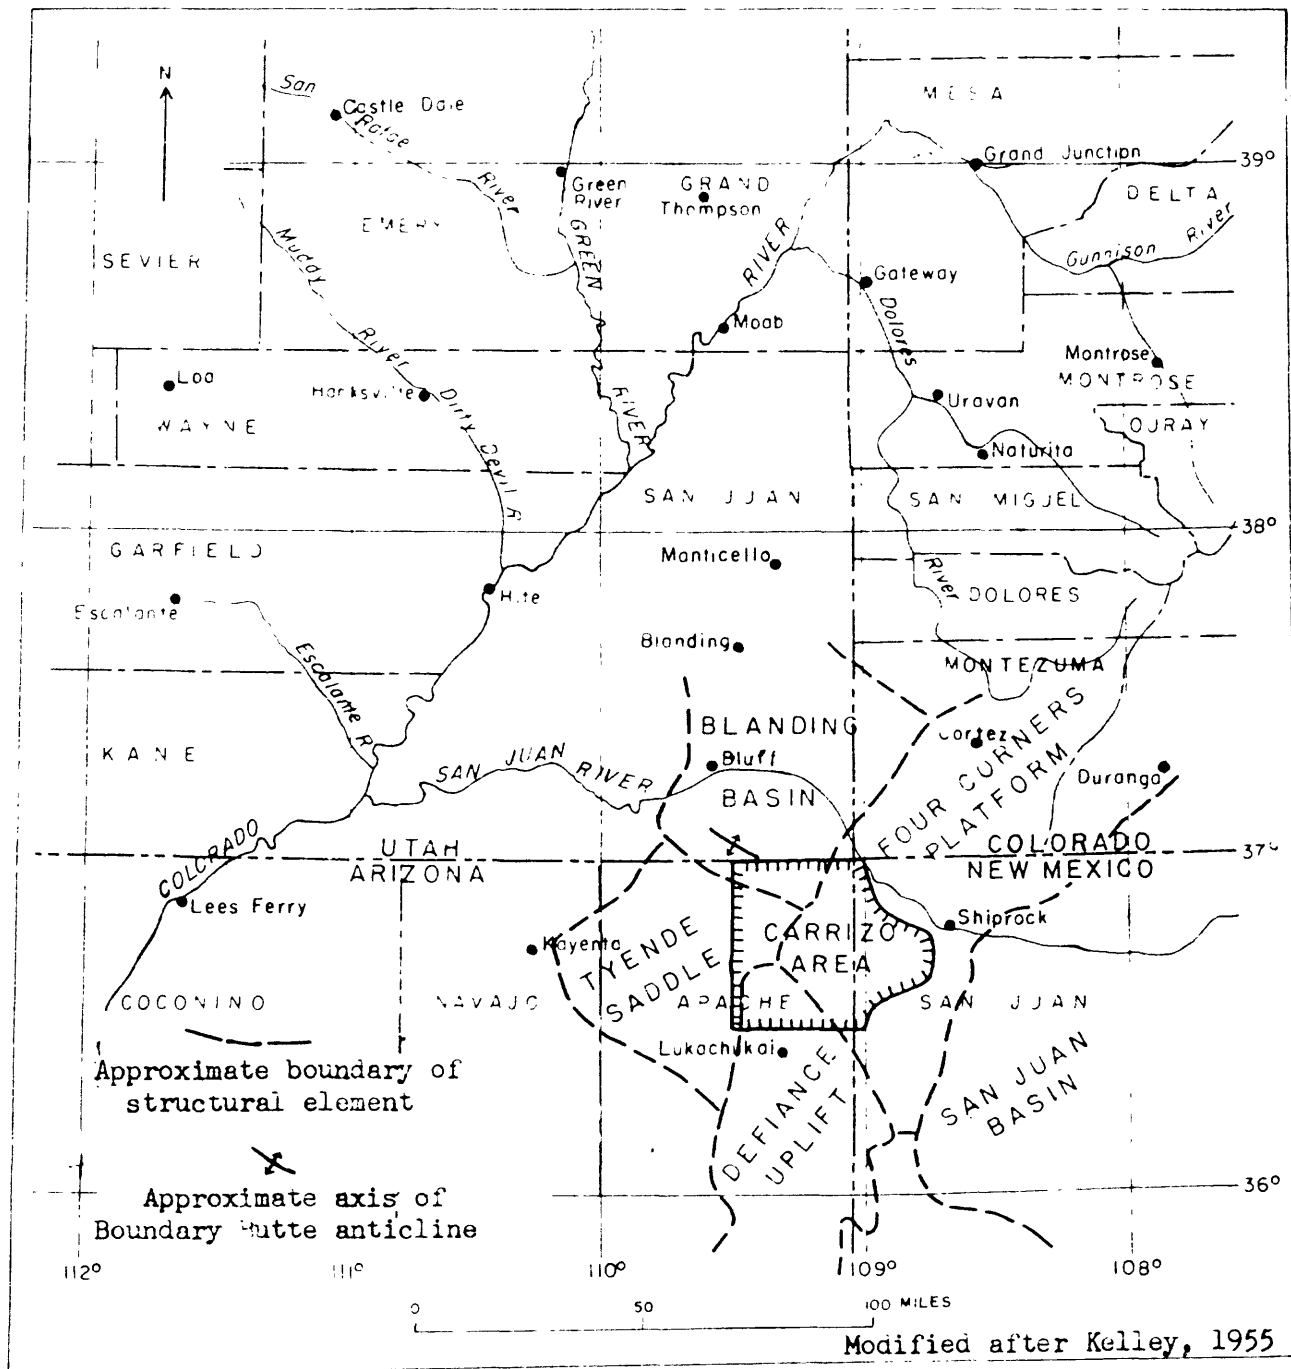 N
San
Castle Dale
Rafae
River
MESA
Grand Junction
39°
DELTA
Green
River
GRAND
Thompson
EMERY
SEVIER
Muddy
River
GREEN
RIVER
RIVER
Gunnison River
Gateway
Dolores
Moab
Montrose
MONTROSE
Loa
WAYNE
Hanksville
Dirty Devil R
Uravan
OURAY
Naturita
SAN JUAN
SAN MIGUEL
38°
GARFIELD
Monticello
River
DOLORES
Escalante
Hite
Escalante R
Blanding
MONTEZUMA
KANE
BLANDING
BASIN
Cortez
Bluff
SAN JUAN RIVER
FOUR CORNERS
PLATFORM
Durango
COLORADO
UTAH
ARIZONA
COLORADO
NEW MEXICO
37°
Lees Ferry
Shiprock
Kayenta
TYENDE
SADDLE
CARRIZO
AREA
COCONINO
NAVAJO
APACHE
SAN JUAN
Lukachukai
DEFIANCE
UPLIFT
SAN JUAN
BASIN
Approximate boundary of
structural element
Approximate axis of
Boundary Butte anticline
36°
112°
111°
110°
109°
108°
0
50
100 MILES
Modified after Kelley, 1955